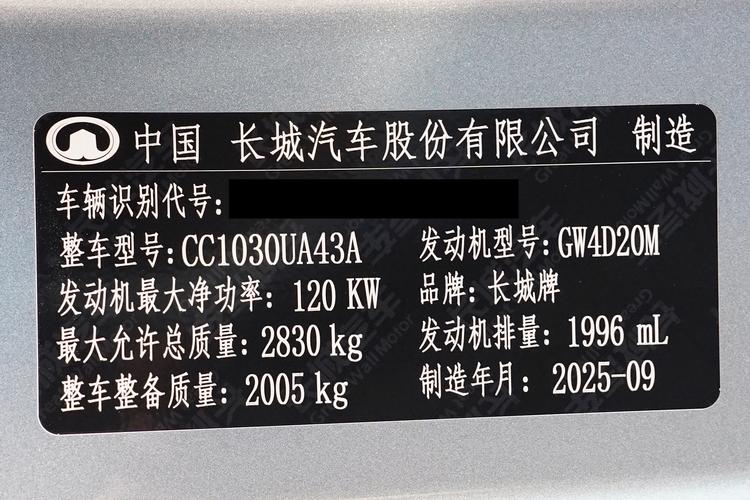 中国 长城汽车股份有限公司 制造
车辆识别代号:
整车型号:CC1030UA43A 发动机型号:GW4D20M
发动机最大净功率: 120 KW 品牌:长城牌
最大允许总质量: 2830 kg 发动机排量: 1996 mL
整车整备质量: 2005 kg 制造年月: 2025-09